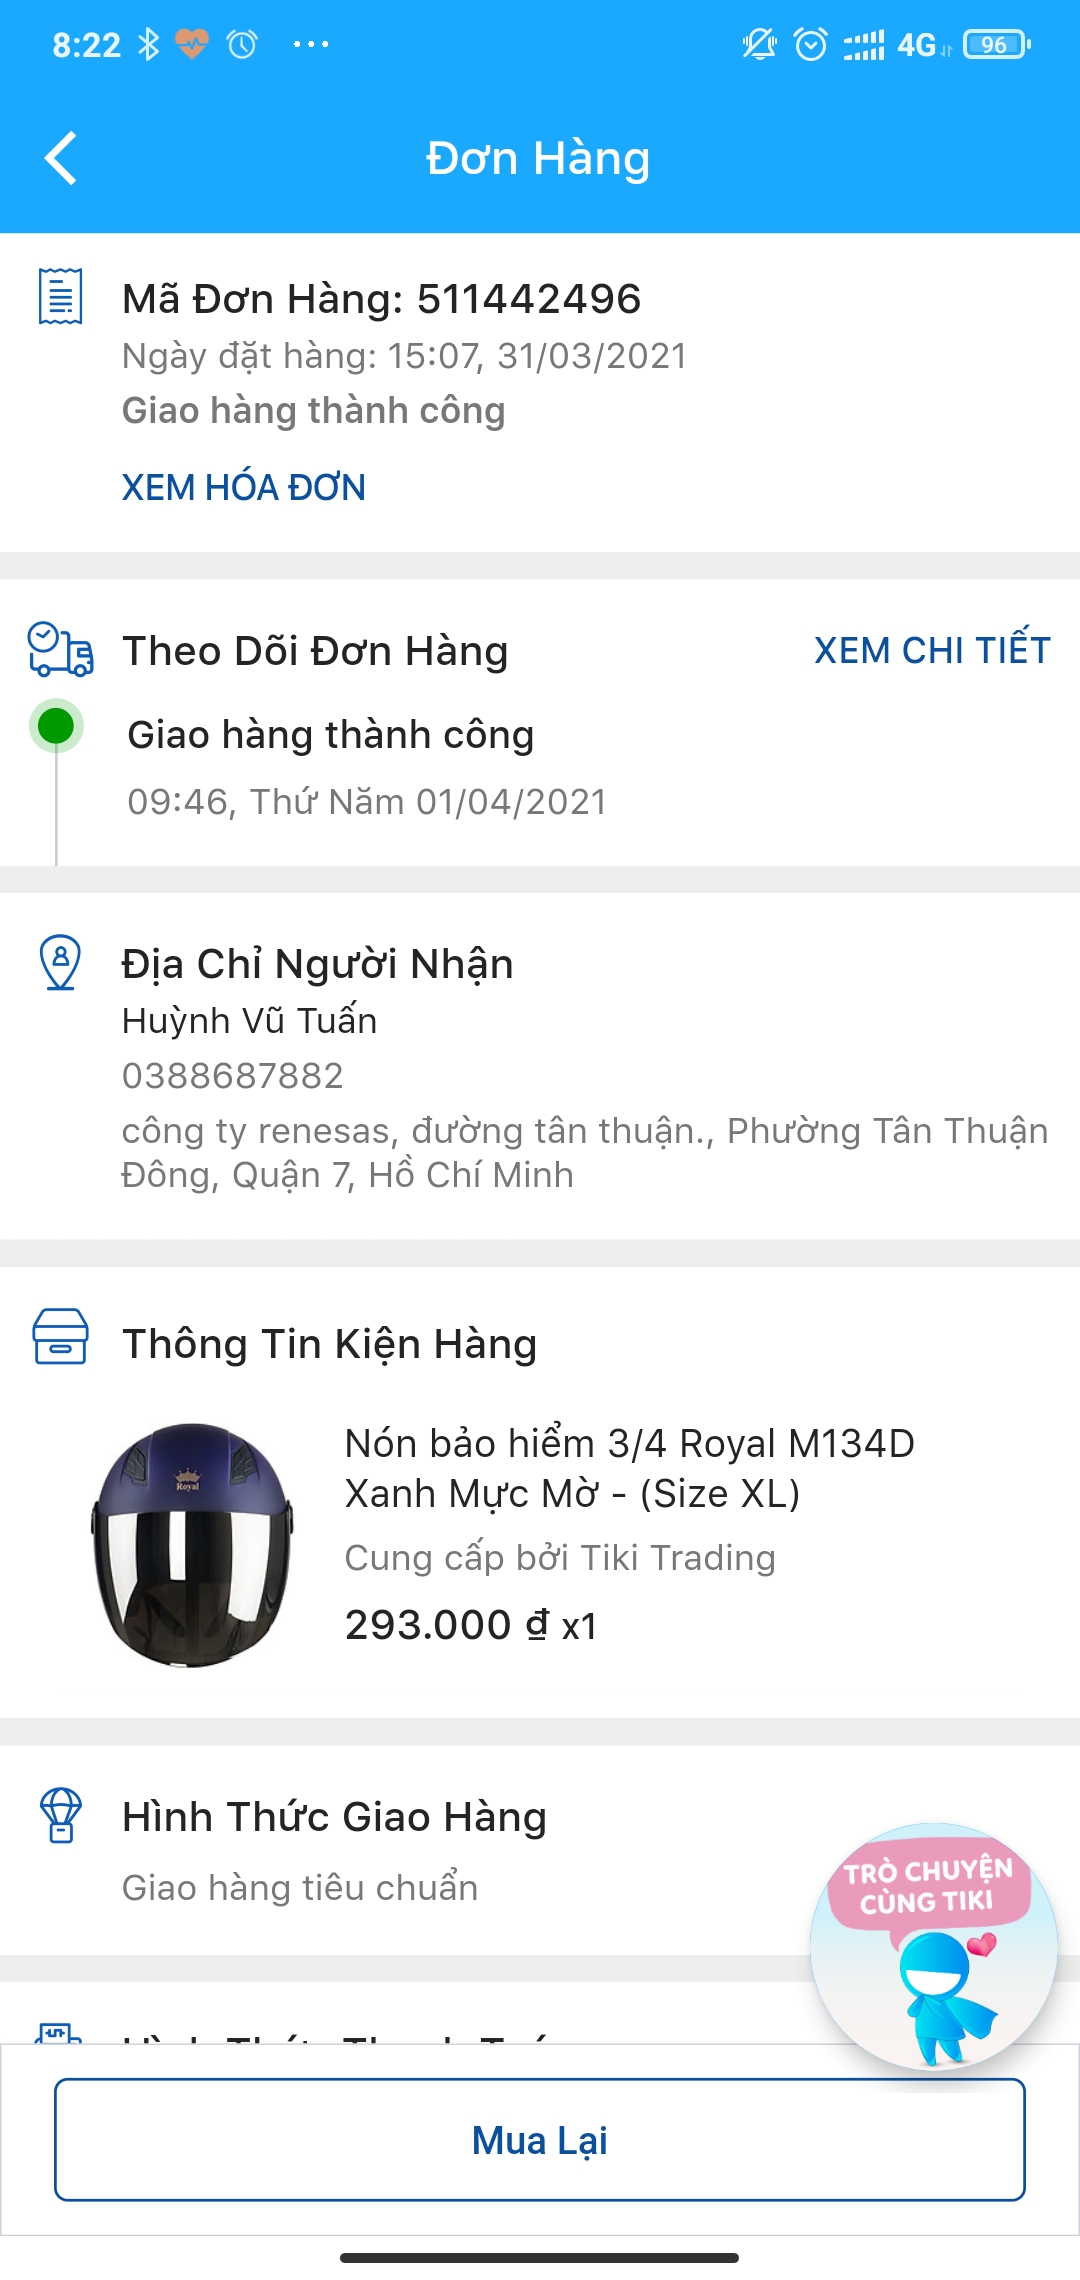 8:22
4G
96
Đơn Hàng
Mã Đơn Hàng: 511442496
Ngày đặt hàng: 15:07, 31/03/2021
Giao hàng thành công
XEM HÓA ĐƠN
Theo Dõi Đơn Hàng
XEM CHI TIẾT
Giao hàng thành công
09:46, Thứ Năm 01/04/2021
Địa Chỉ Người Nhận
Huỳnh Vũ Tuấn
0388687882
công ty renesas, đường tân thuận., Phường Tân Thuận
Đông, Quận 7, Hồ Chí Minh
Thông Tin Kiện Hàng
Royal
Nón bảo hiểm 3/4 Royal M134D
Xanh Mực Mờ - (Size XL)
Cung cấp bởi Tiki Trading
293.000 ₫ x1
Hình Thức Giao Hàng
Giao hàng tiêu chuẩn
TRÒ CHUYỆN
CÙNG TIKI
Mua Lại